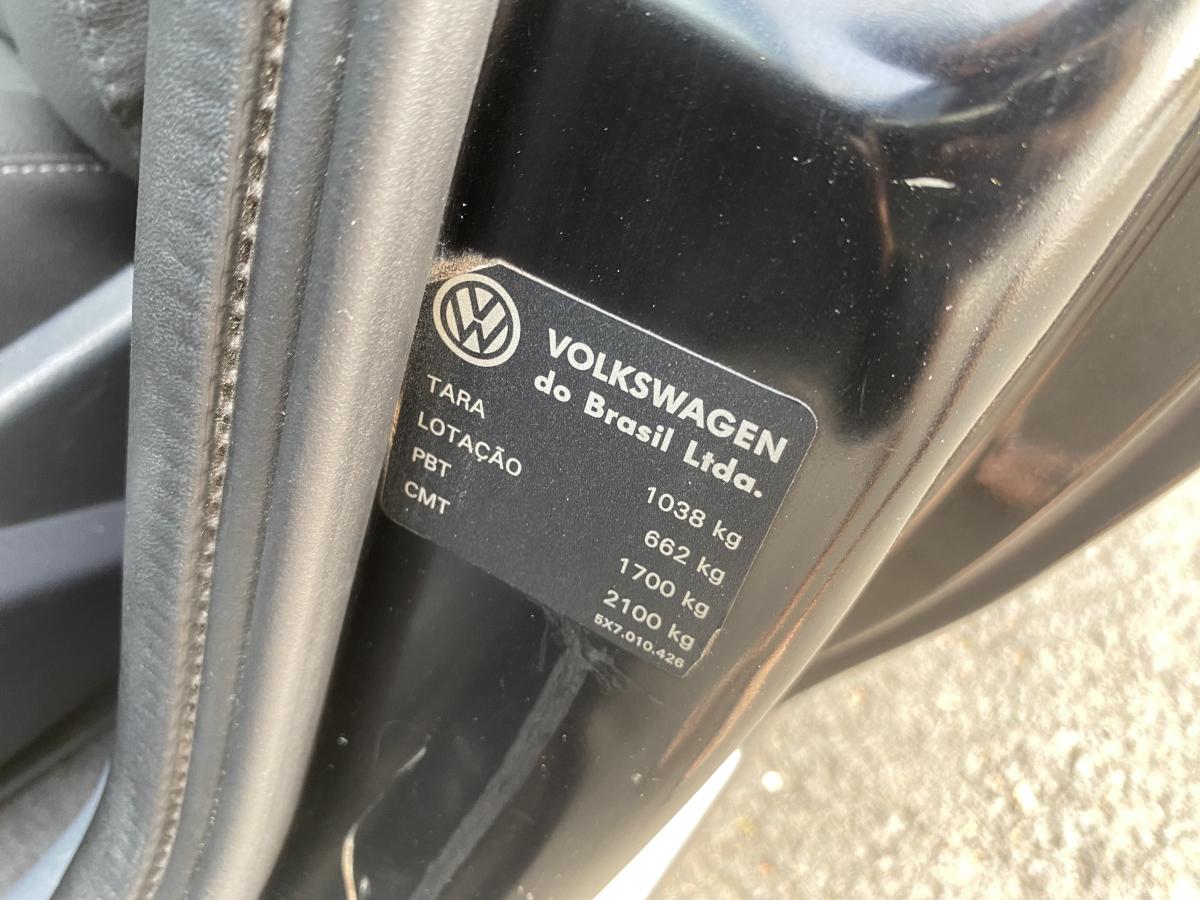 VOLKSWAGEN
do Brasil Ltda.
TARA 1038 kg
LOTAÇÃO 662 kg
PBT 1700 kg
CMT 2100 kg
5X7.010.426